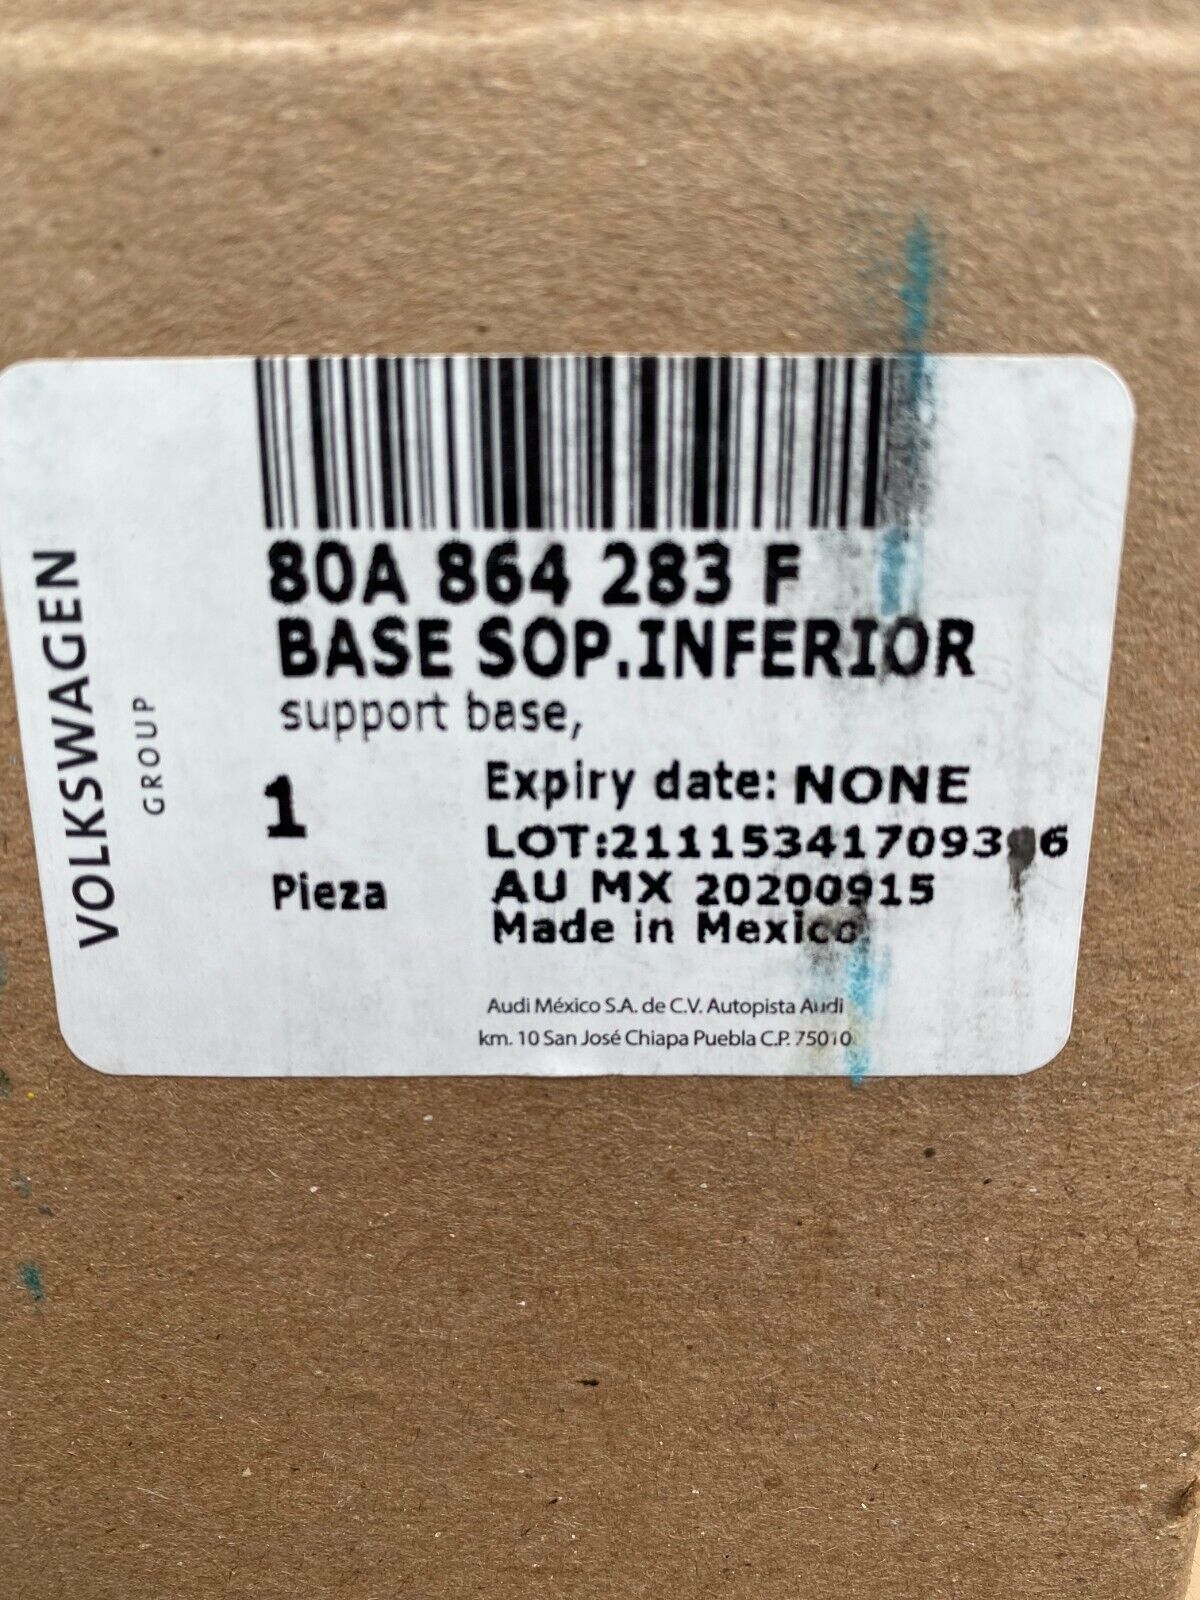 VOLKSWAGEN
GROUP
80A 864 283 F
BASE SOP.INFERIOR
support base,
1
Pieza
Expiry date: NONE
AU MX 20200915
Made in Mexico
Audi México S.A. de C.V. Autopista Audi
km. 10 San José Chiapa Puebla C.P. 75010